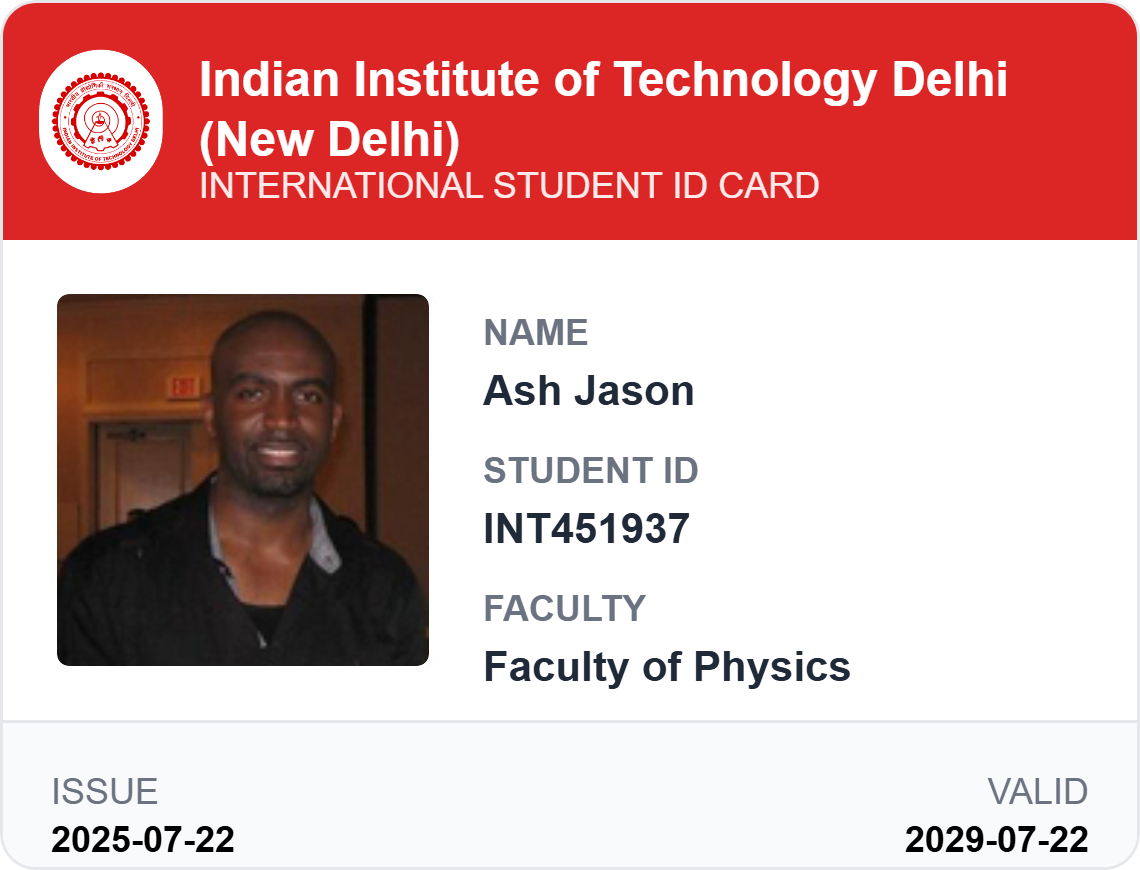 Indian Institute of Technology Delhi
(New Delhi)
INTERNATIONAL STUDENT ID CARD
INDIAN INSTITUTE OF TECHNOLOGY DELHI
EXIT
NAME
Ash Jason
STUDENT ID
INT451937
FACULTY
Faculty of Physics
ISSUE
2025-07-22
VALID
2029-07-22